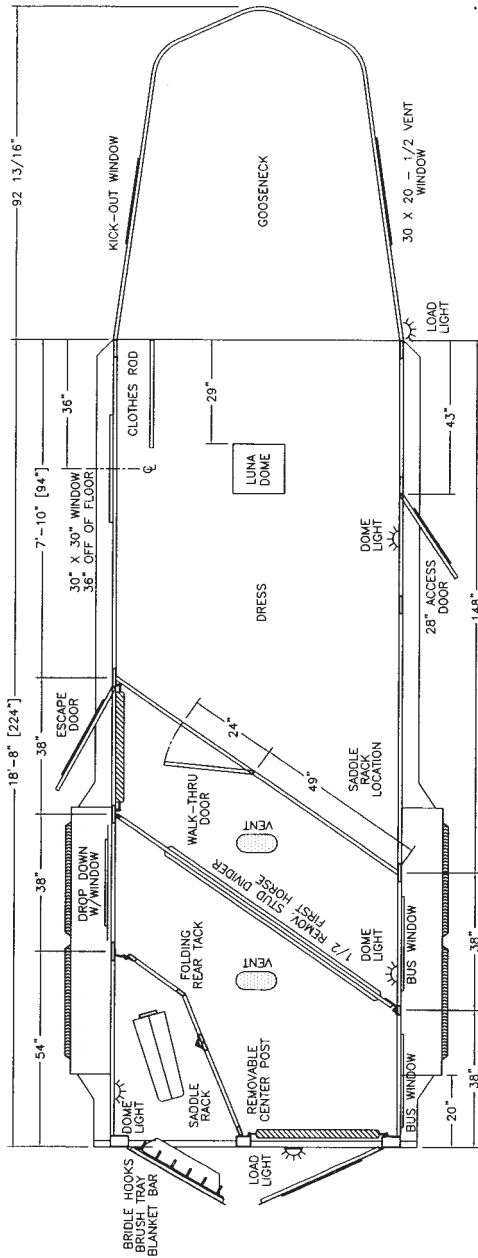 92 13/16"
18'-8" [224"]
7'-10" [94"]
36"
38"
38"
54"
KICK-OUT WINDOW
GOOSENECK
30 X 20 - 1/2 VENT
WINDOW
LOAD
LIGHT
CLOTHES ROD
29"
30" X 30" WINDOW
36" OFF OF FLOOR
℄
LUNA
DOME
43"
DRESS
DOME
LIGHT
28" ACCESS
DOOR
148"
ESCAPE
DOOR
24"
49"
WALK-THRU
DOOR
SADDLE
RACK
LOCATION
DROP DOWN
W/WINDOW
VENT
1/2 REMOV. STUD DIVIDER
FIRST HORSE
DOME
LIGHT
BUS WINDOW
38"
FOLDING
REAR TACK
VENT
REMOVABLE
CENTER POST
SADDLE
RACK
DOME
LIGHT
BUS WINDOW
38"
20"
BRIDLE HOOKS
BRUSH TRAY
BLANKET BAR
LOAD
LIGHT